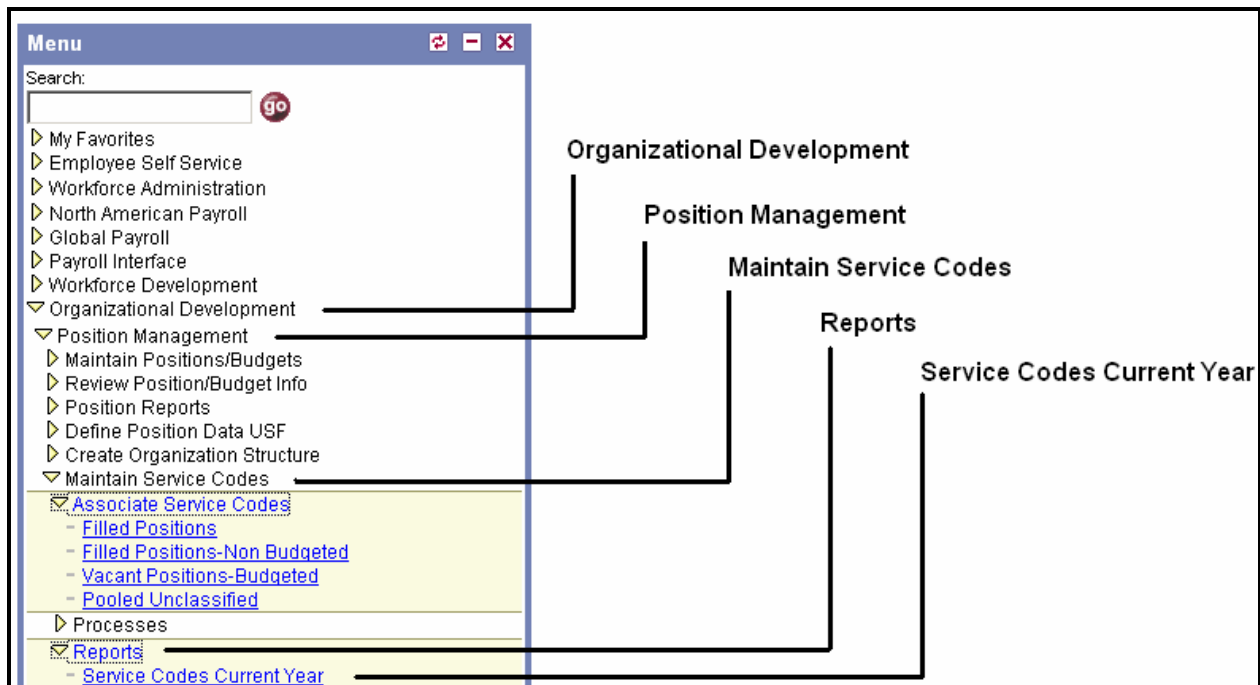 Menu
Search:
go
My Favorites
Employee Self Service
Workforce Administration
North American Payroll
Global Payroll
Payroll Interface
Workforce Development
Organizational Development
Position Management
Maintain Positions/Budgets
Review Position/Budget Info
Position Reports
Define Position Data USF
Create Organization Structure
Maintain Service Codes
Associate Service Codes
Filled Positions
Filled Positions-Non Budgeted
Vacant Positions-Budgeted
Pooled Unclassified
Processes
Reports
Service Codes Current Year
Organizational Development
Position Management
Maintain Service Codes
Reports
Service Codes Current Year